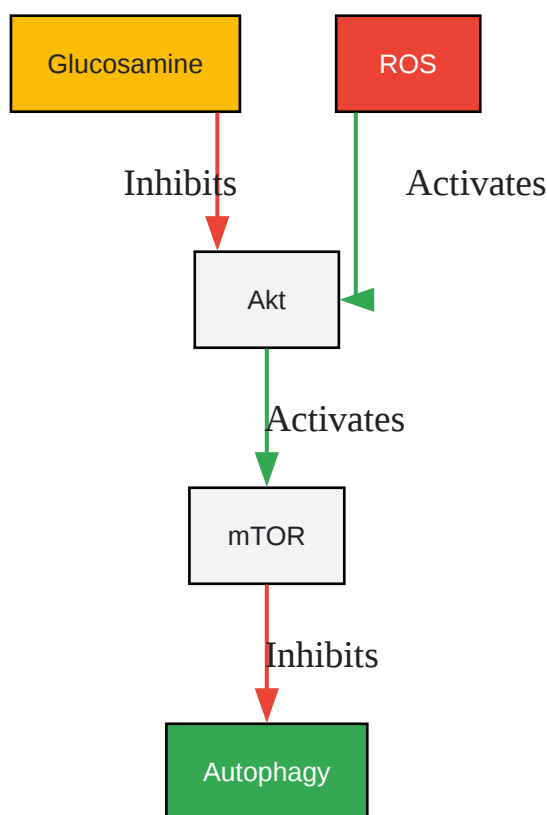 Glucosamine
ROS
Inhibits
Activates
Akt
Activates
mTOR
Inhibits
Autophagy